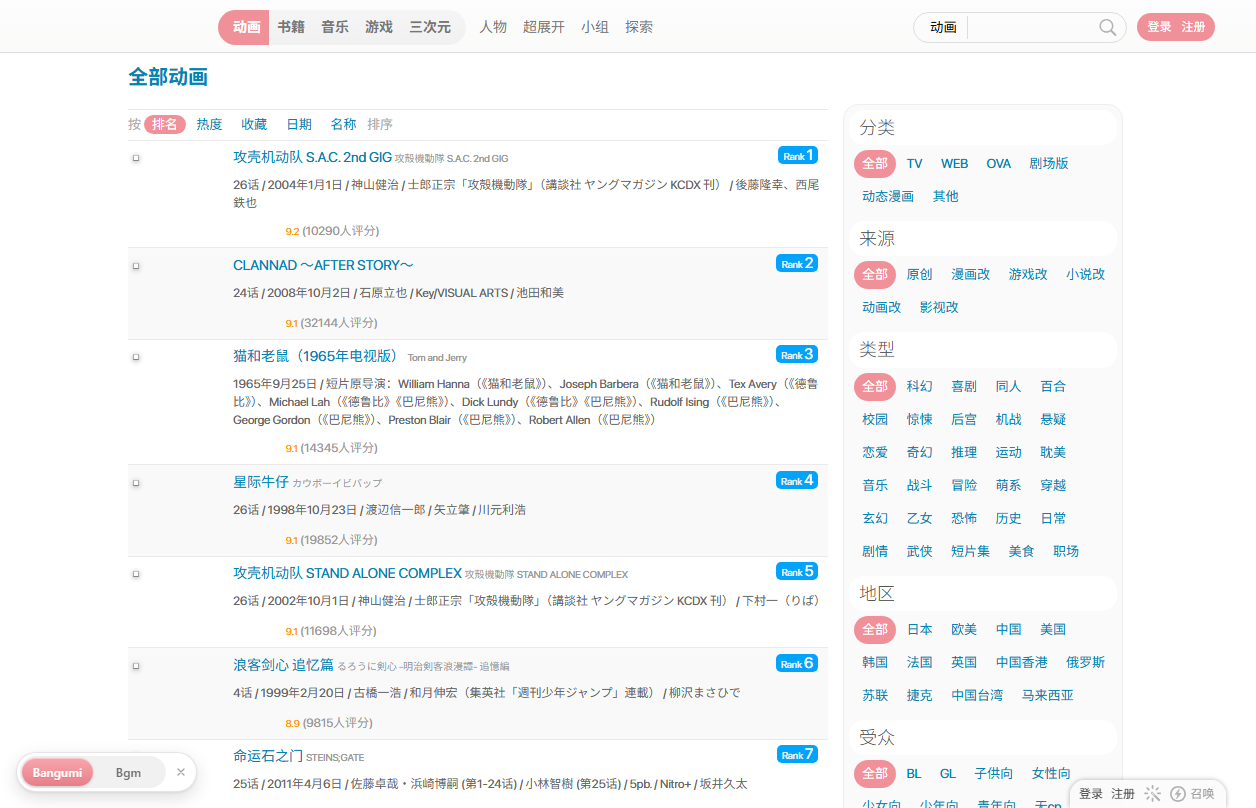 动画 书籍 音乐 游戏 三次元 人物 超展开 小组 探索 动画 登录 注册
全部动画
按 排名 热度 收藏 日期 名称 排序
攻壳机动队 S.A.C. 2nd GIG 攻殻機動隊 S.A.C. 2nd GIG Rank 1
26话 / 2004年1月1日 / 神山健治 / 士郎正宗「攻殻機動隊」（講談社 ヤングマガジン KCDX 刊） / 後藤隆幸、西尾
鉄也
9.2 (10290人评分)
CLANNAD 〜AFTER STORY〜 Rank 2
24话 / 2008年10月2日 / 石原立也 / Key/VISUAL ARTS / 池田和美
9.1 (32144人评分)
猫和老鼠（1965年电视版） Tom and Jerry Rank 3
1965年9月25日 / 短片原导演：William Hanna（《猫和老鼠》）、Joseph Barbera（《猫和老鼠》）、Tex Avery（《德鲁
比》）、Michael Lah（《德鲁比》《巴尼熊》）、Dick Lundy（《德鲁比》《巴尼熊》）、Rudolf Ising（《巴尼熊》）、
George Gordon（《巴尼熊》）、Preston Blair（《巴尼熊》）、Robert Allen（《巴尼熊》）
9.1 (14345人评分)
星际牛仔 カウボーイビバップ Rank 4
26话 / 1998年10月23日 / 渡辺信一郎 / 矢立肇 / 川元利浩
9.1 (19852人评分)
攻壳机动队 STAND ALONE COMPLEX 攻殻機動隊 STAND ALONE COMPLEX Rank 5
26话 / 2002年10月1日 / 神山健治 / 士郎正宗「攻殻機動隊」（講談社 ヤングマガジン KCDX 刊） / 下村一（りぱ）
9.1 (11698人评分)
浪客剑心 追忆篇 るろうに剣心 -明治剣客浪漫譚- 追憶編 Rank 6
4话 / 1999年2月20日 / 古橋一浩 / 和月伸宏（集英社「週刊少年ジャンプ」連載） / 柳沢まさひで
8.9 (9815人评分)
命运石之门 STEINS;GATE Rank 7
25话 / 2011年4月6日 / 佐藤卓哉・浜崎博嗣 (第1-24话) / 小林智樹 (第25话) / 5pb. / Nitro+ / 坂井久太
分类
全部 TV WEB OVA 剧场版
动态漫画 其他
来源
全部 原创 漫画改 游戏改 小说改
动画改 影视改
类型
全部 科幻 喜剧 同人 百合
校园 惊悚 后宫 机战 悬疑
恋爱 奇幻 推理 运动 耽美
音乐 战斗 冒险 萌系 穿越
玄幻 乙女 恐怖 历史 日常
剧情 武侠 短片集 美食 职场
地区
全部 日本 欧美 中国 美国
韩国 法国 英国 中国香港 俄罗斯
苏联 捷克 中国台湾 马来西亚
受众
全部 BL GL 子供向 女性向
少女向 少年向 青年向 无cp
Bangumi Bgm ×
登录 注册 召唤